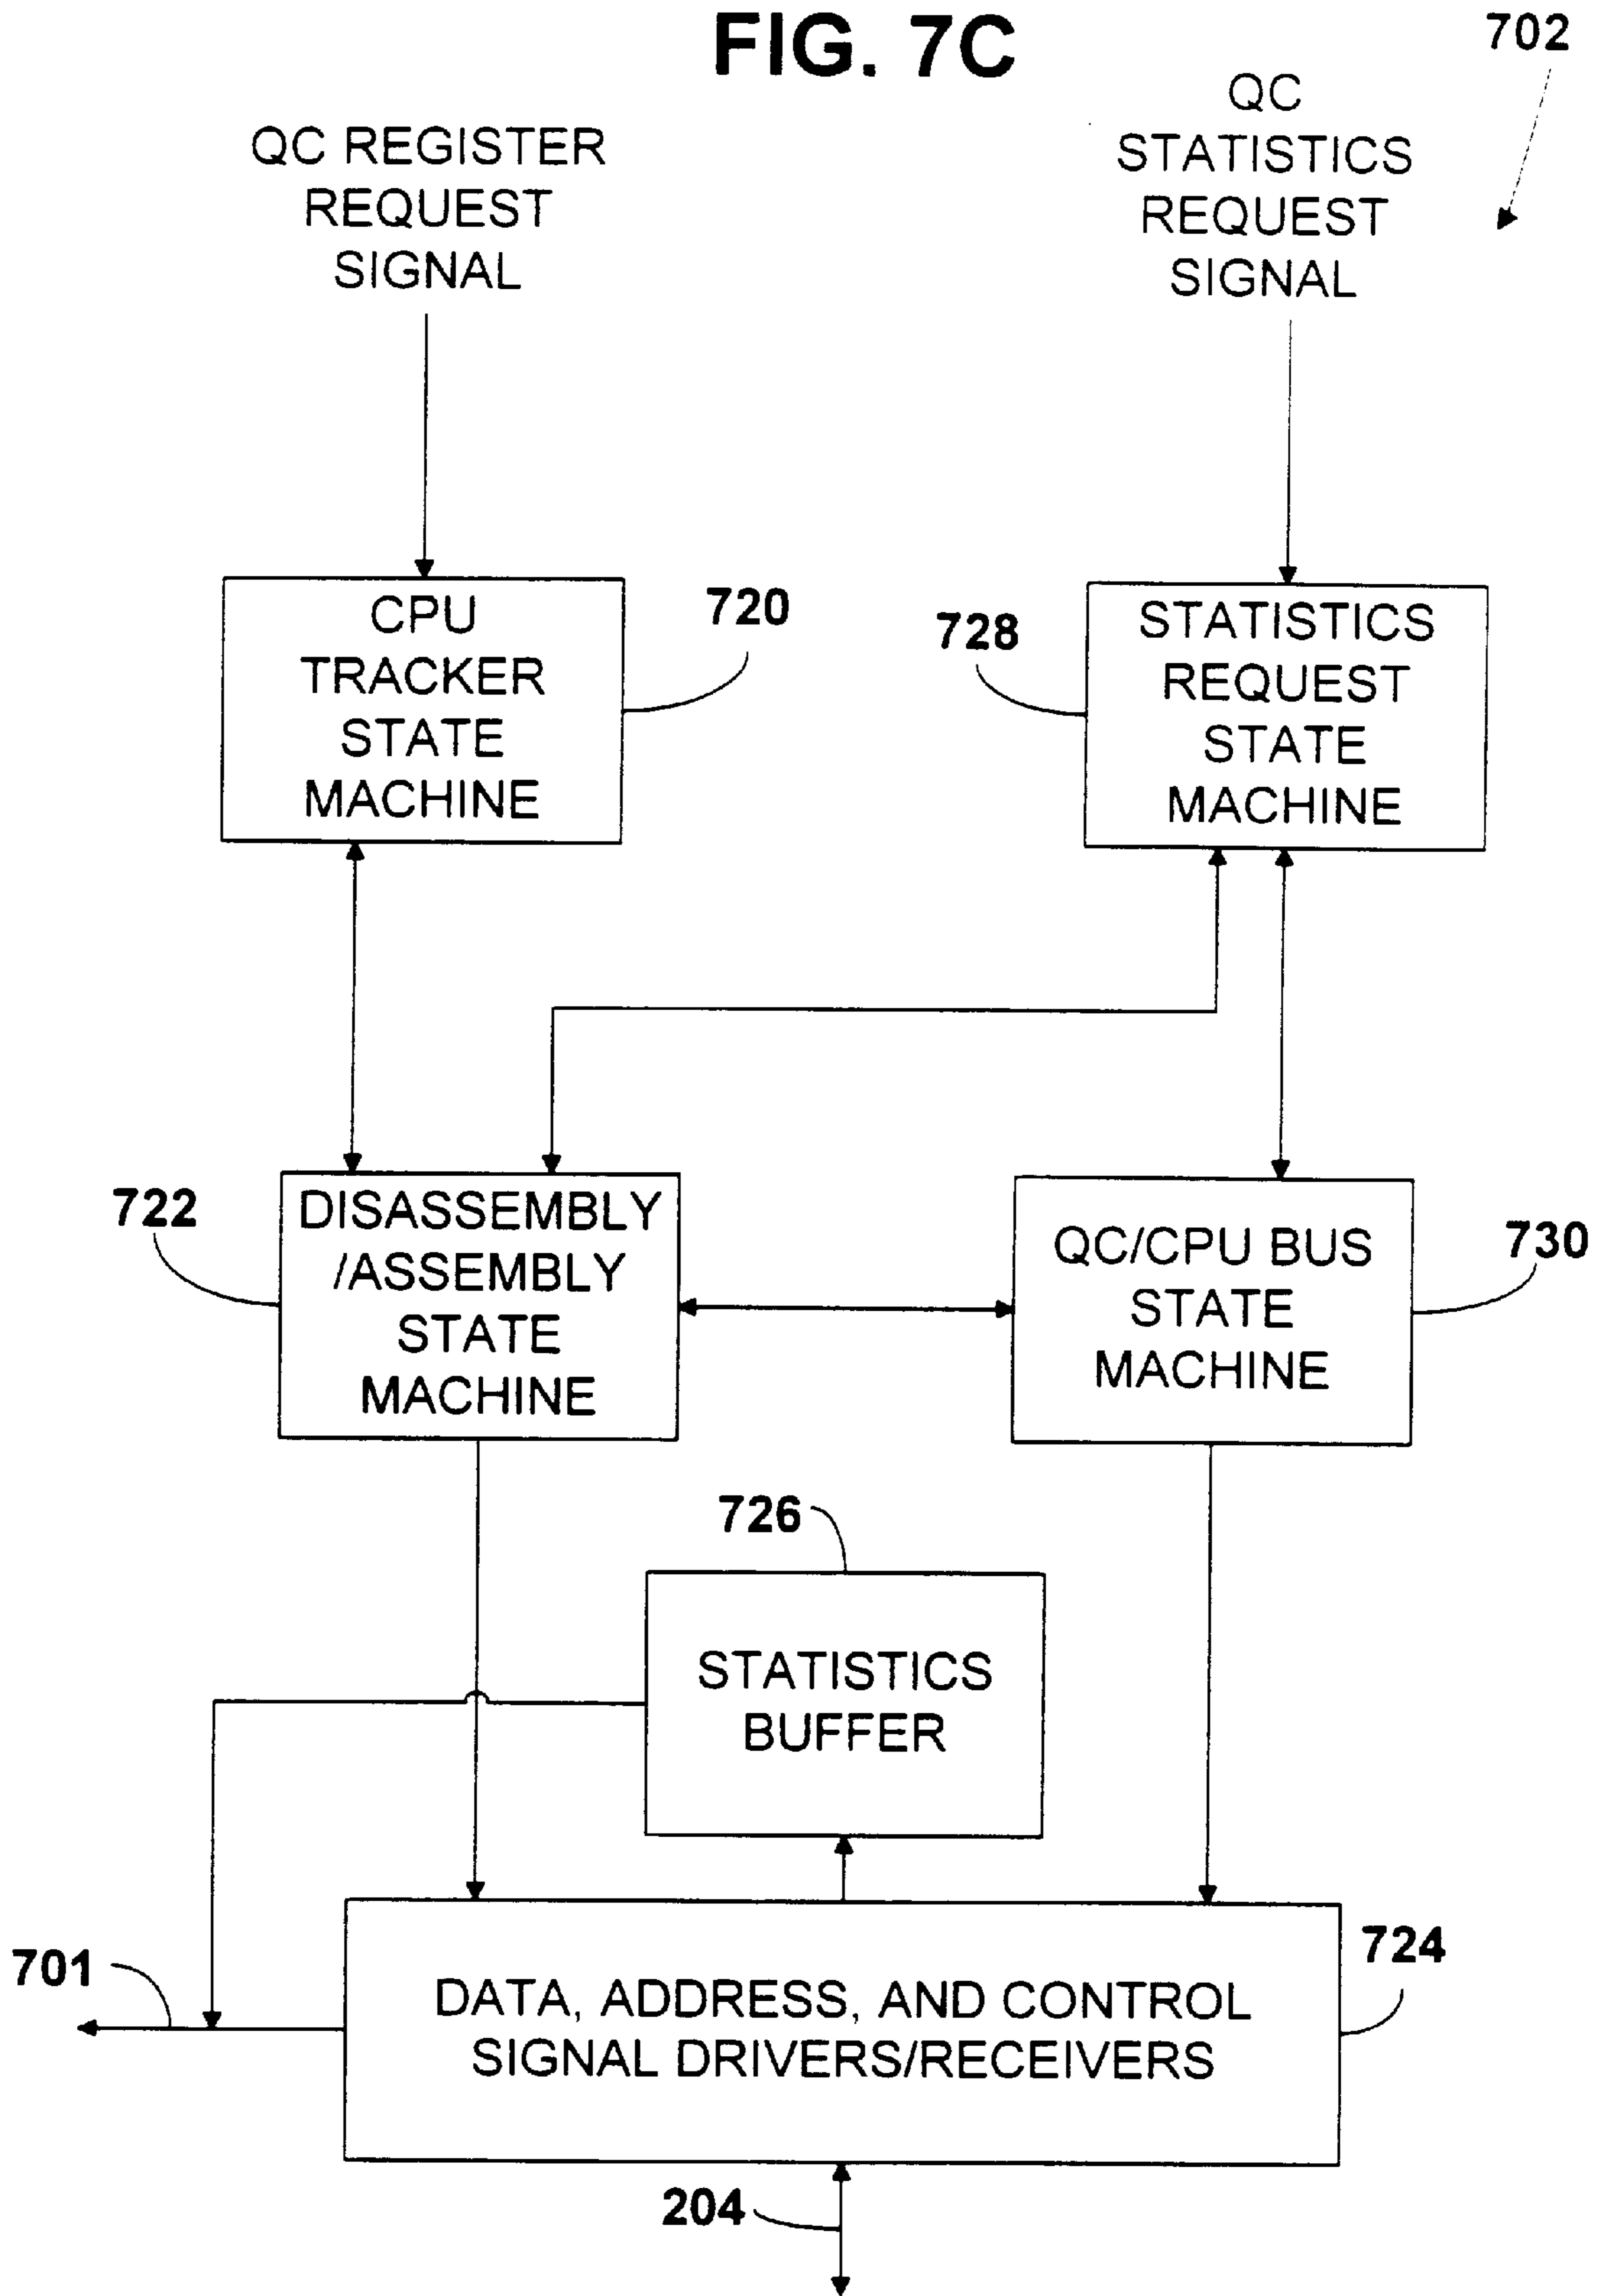 FIG. 7C
702
QC REGISTER
REQUEST
SIGNAL
QC
STATISTICS
REQUEST
SIGNAL
CPU
TRACKER
STATE
MACHINE
720
728
STATISTICS
REQUEST
STATE
MACHINE
722
DISASSEMBLY
/ASSEMBLY
STATE
MACHINE
QC/CPU BUS
STATE
MACHINE
730
726
STATISTICS
BUFFER
701
DATA, ADDRESS, AND CONTROL
SIGNAL DRIVERS/RECEIVERS
724
204